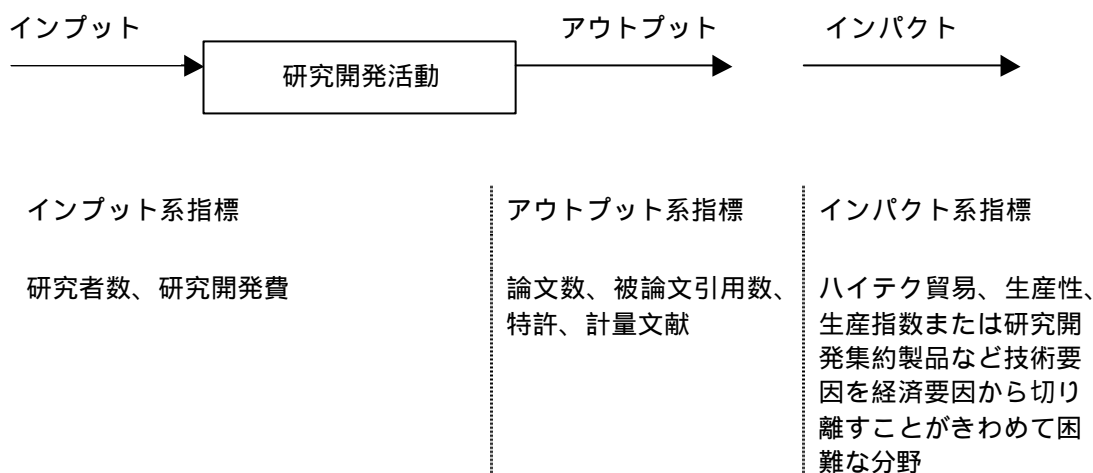 インプット
アウトプット
インパクト
研究開発活動
インプット系指標
研究者数、研究開発費
アウトプット系指標
論文数、被論文引用数、
特許、計量文献
インパクト系指標
ハイテク貿易、生産性、
生産指数または研究開
発集約製品など技術要
因を経済要因から切り
離すことがきわめて困
難な分野